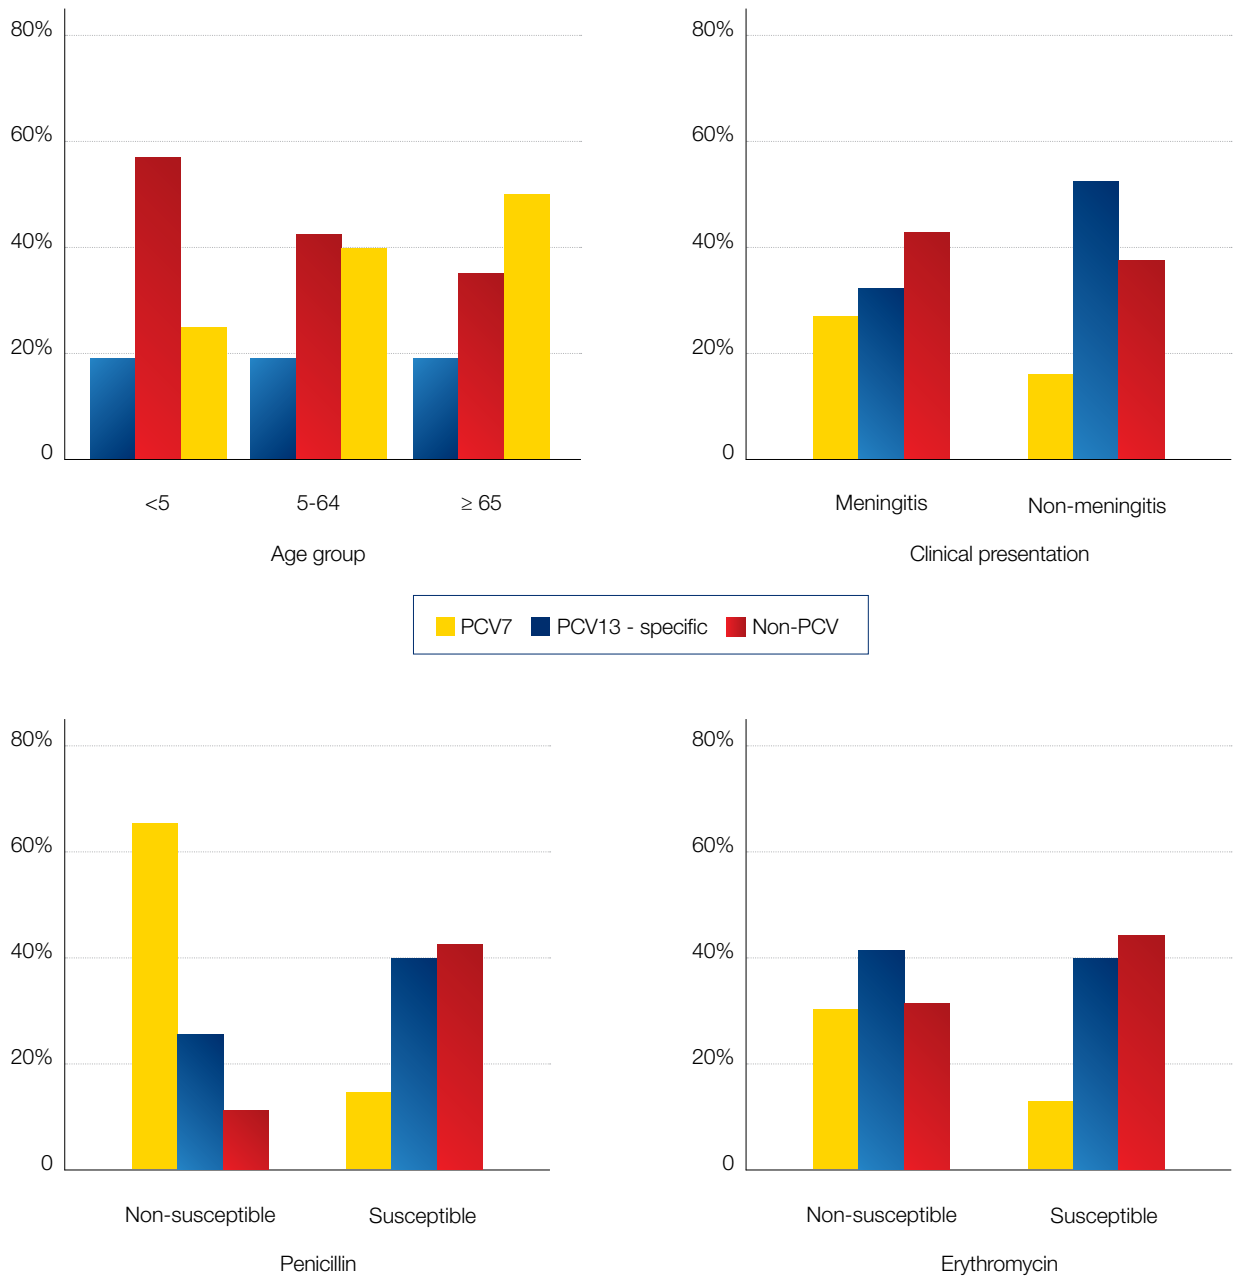 80%
60%
40%
20%
0
<5 5-64 ≥ 65
Age group
80%
60%
40%
20%
0
Meningitis Non-meningitis
Clinical presentation
PCV7 PCV13 - specific Non-PCV
80%
60%
40%
20%
0
Non-susceptible Susceptible
Penicillin
80%
60%
40%
20%
0
Non-susceptible Susceptible
Erythromycin